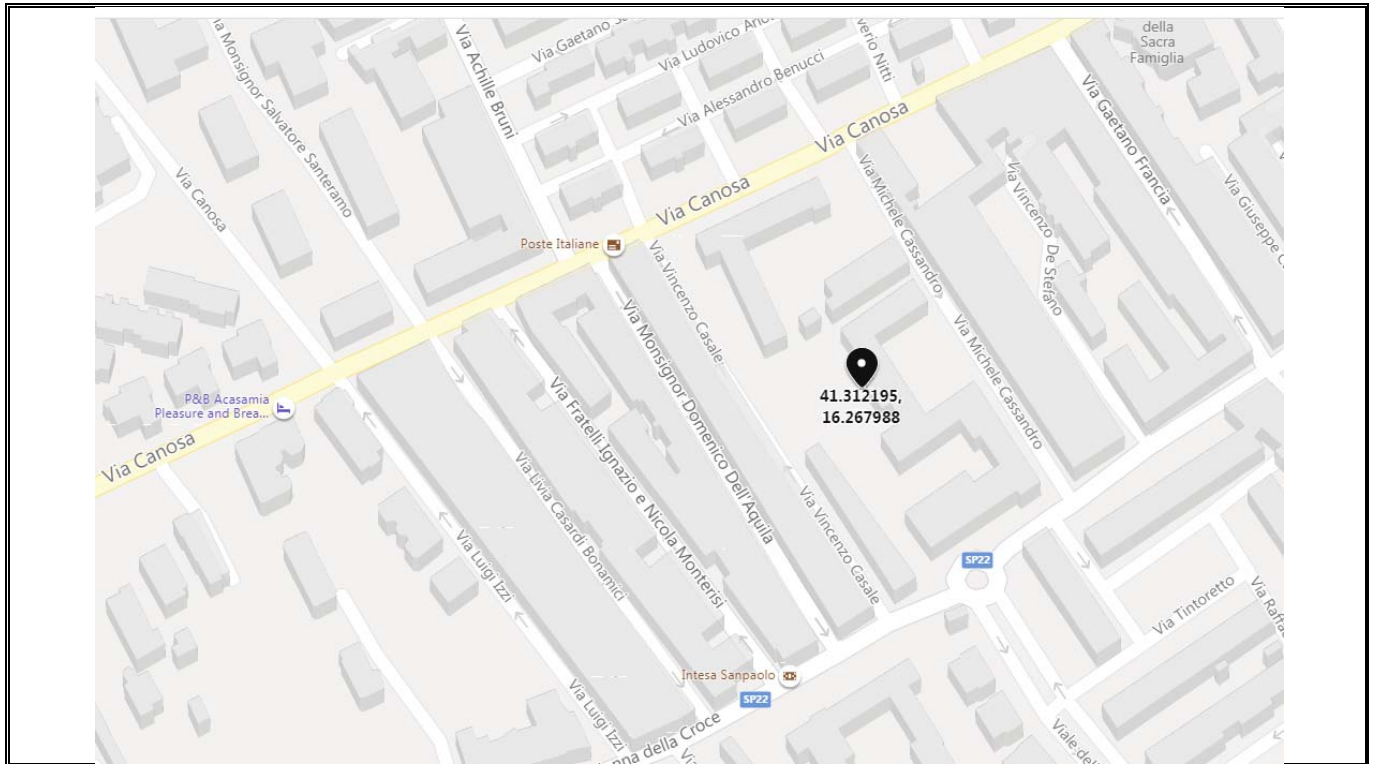 della
Sacra
Famiglia
Via Gaetano
Via Ludovico
Via Monsignor Salvatore Santeramo
Via Achille Bruni
Via Alessandro Benucci
Nitti
Via Canosa
Via Gaetano Francia
Via Canosa
Via Canosa
Via Michele Cassandro
Via Vincenzo De Stefano
Via Giuseppe
Poste Italiane
Via Vincenzo Casale
Via Monsignor Domenico Dell'Aquila
Via Michele Cassandro
41.312195,
16.267988
P&B Acasamia
Pleasure and Brea...
Via Canosa
Via Fratelli Ignazio e Nicola Monterisi
Via Livia Casardi Bonamici
Via Vincenzo Casale
Via Luigi Izzi
SP22
Via Tintoretto
Intesa Sanpaolo
SP22
Via Luigi Izzi
della Croce
Viale